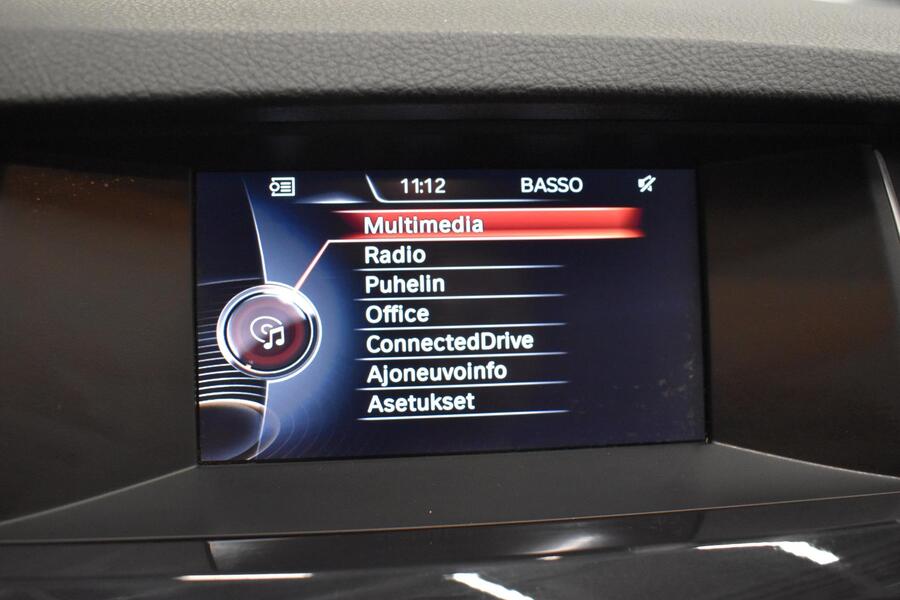 11:12 BASSO
Multimedia
Radio
Puhelin
Office
ConnectedDrive
Ajoneuvoinfo
Asetukset